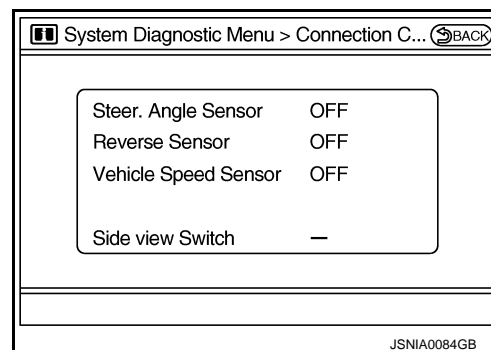 System Diagnostic Menu > Connection C... BACK
Steer. Angle Sensor OFF
Reverse Sensor OFF
Vehicle Speed Sensor OFF
Side view Switch —
JSNIA0084GB